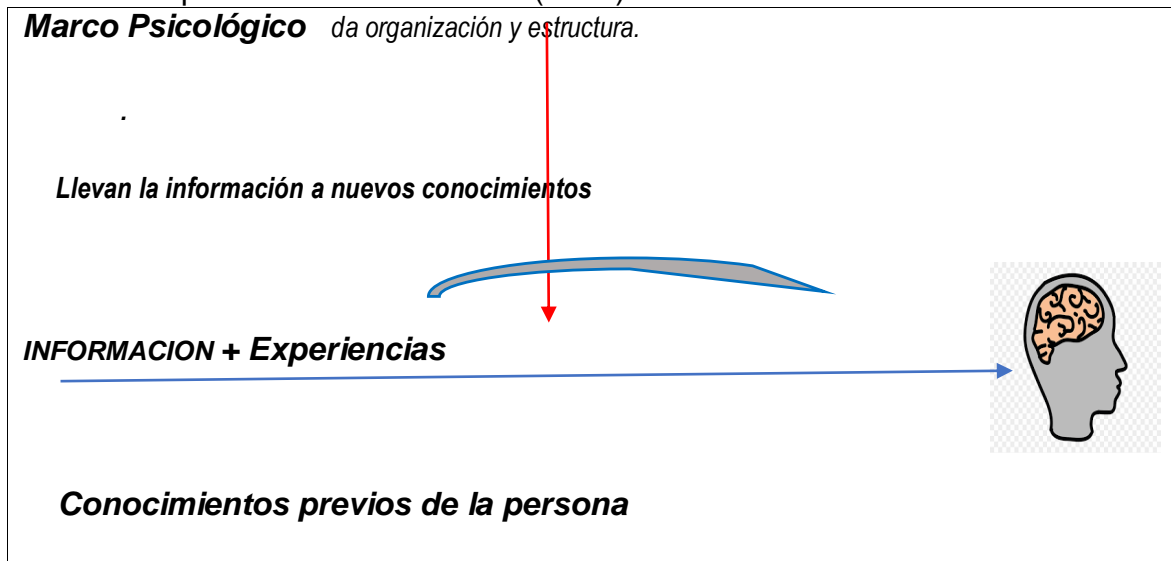 Marco Psicológico da organización y estructura.
.
Llevan la información a nuevos conocimientos
INFORMACION + Experiencias
Conocimientos previos de la persona